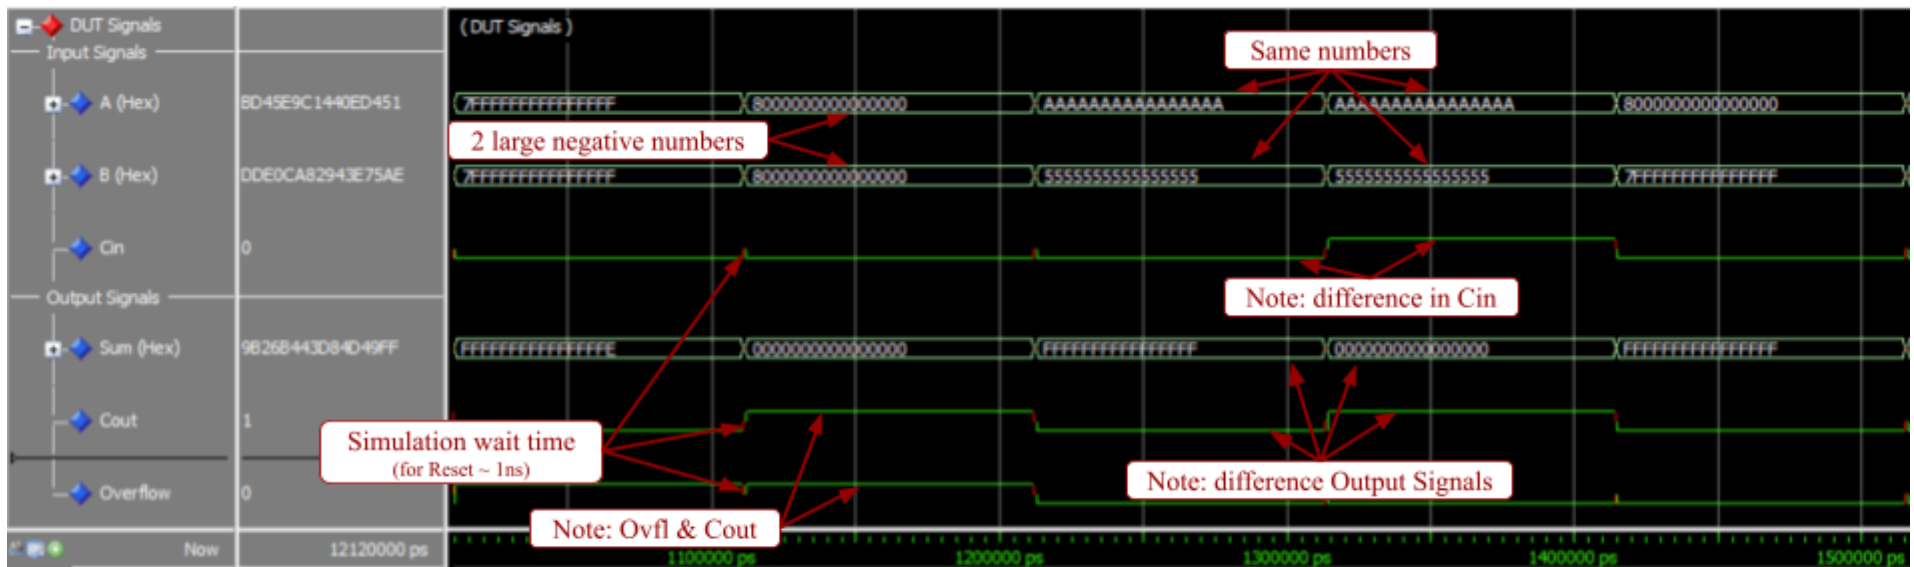 DUT Signals
(DUT Signals)
Input Signals
Same numbers
A (Hex) BD45E9C1440ED451 7FFFFFFFFFFFFFFF 8000000000000000 AAAAAAAAAAAAAAAA AAAAAAAAAAAAAAAA 8000000000000000
2 large negative numbers
B (Hex) DDE0CA82943E75AE 7FFFFFFFFFFFFFFF 8000000000000000 5555555555555555 5555555555555555 7FFFFFFFFFFFFFFF
Cin 0
Note: difference in Cin
Output Signals
Sum (Hex) 9B26B443D84D49FF FFFFFFFFFFFFFFFE 0000000000000000 FFFFFFFFFFFFFFFF 0000000000000000 FFFFFFFFFFFFFFFF
Cout 1
Simulation wait time
(for Reset ~ 1ns)
Note: difference Output Signals
Overflow 0
Note: Ovfl & Cout
Now 12120000 ps
1100000 ps 1200000 ps 1300000 ps 1400000 ps 1500000 ps